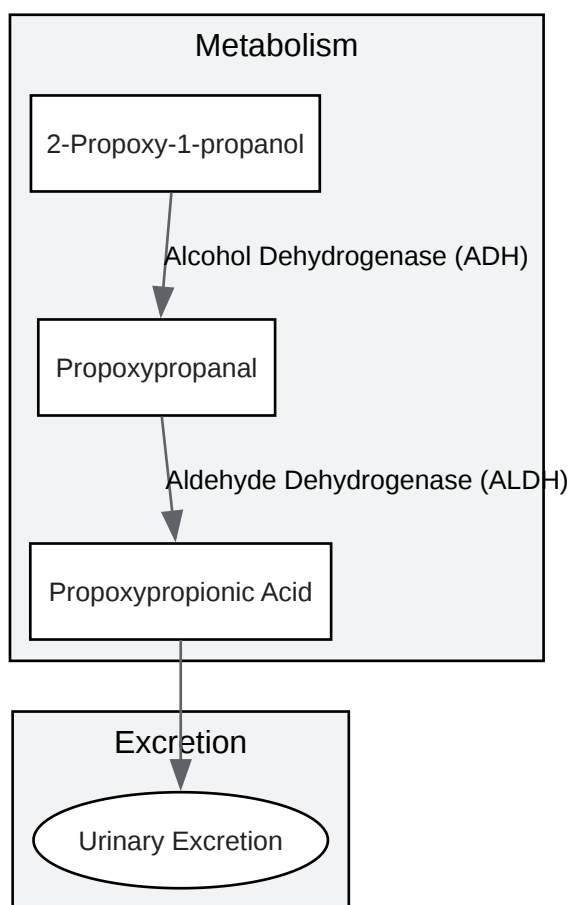 Metabolism
2-Propoxy-1-propanol
Alcohol Dehydrogenase (ADH)
Propoxypropanal
Aldehyde Dehydrogenase (ALDH)
Propoxypropionic Acid
Excretion
Urinary Excretion